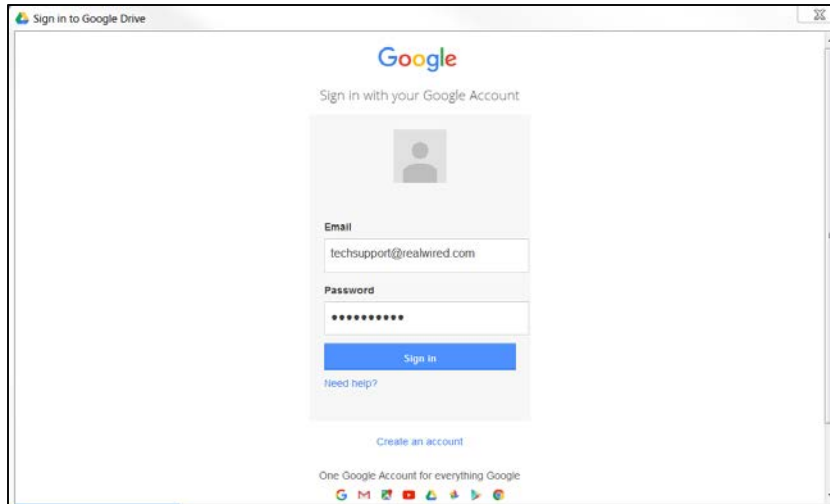 Sign in to Google Drive
Google
Sign in with your Google Account
Email
techsupport@realwired.com
Password
••••••••••
Sign in
Need help?
Create an account
One Google Account for everything Google